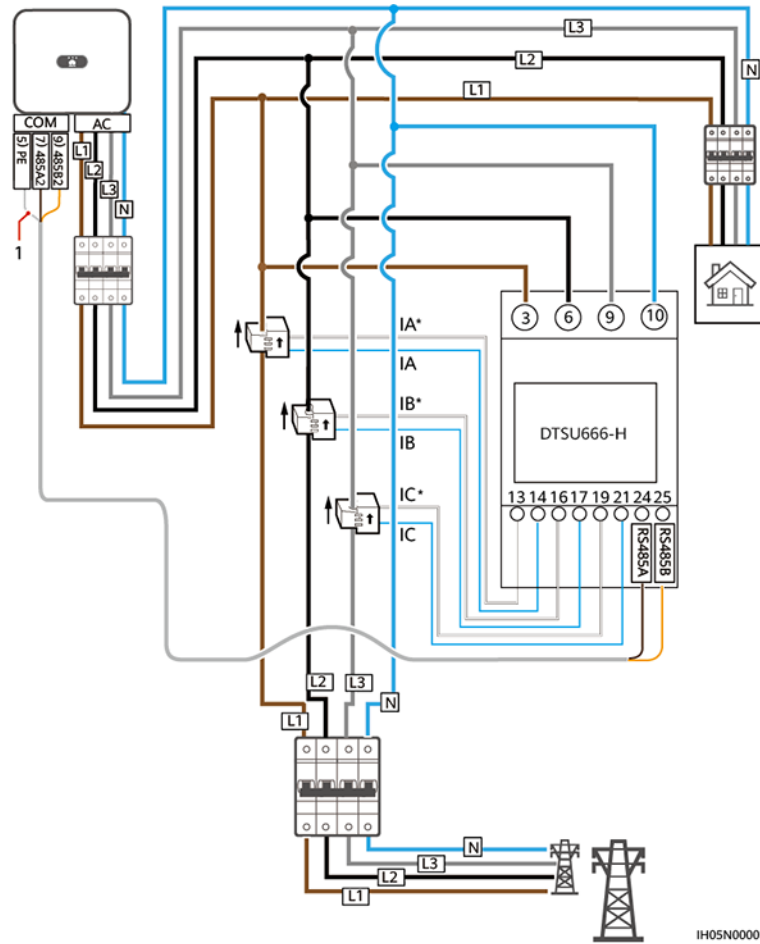 L3
L2
N
L1
COM
AC
5) PE
7) 485A2
9) 485B2
L1
L2
L3
N
1
3
6
9
10
IA*
IA
IB*
IB
IC*
IC
DTSU666-H
13 14 16 17 19 21 24 25
RS485A
RS485B
L2
L3
N
L1
N
L3
L2
L1
IH05N0000